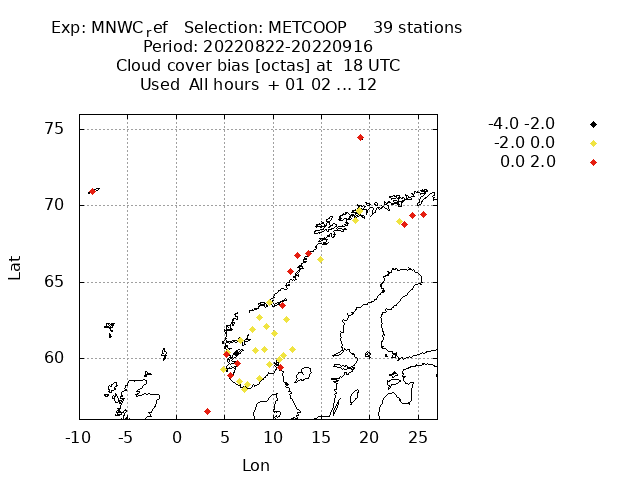 Exp: MNWC_ref   Selection: METCOOP     39 stations
Period: 20220822-20220916
Cloud cover bias [octas] at  18 UTC
Used  All hours  + 01 02 ... 12
-4.0 -2.0
-2.0 0.0
0.0 2.0
75
70
65
60
Lat
-10 -5 0 5 10 15 20 25
Lon